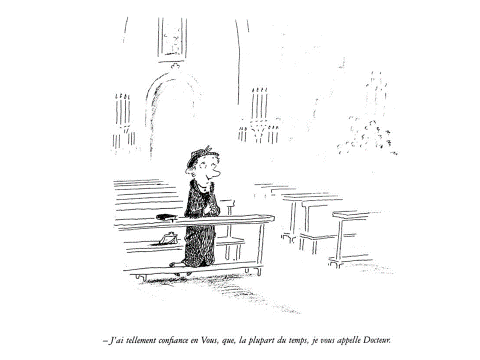 – J'ai tellement confiance en Vous, que, la plupart du temps, je vous appelle Docteur.